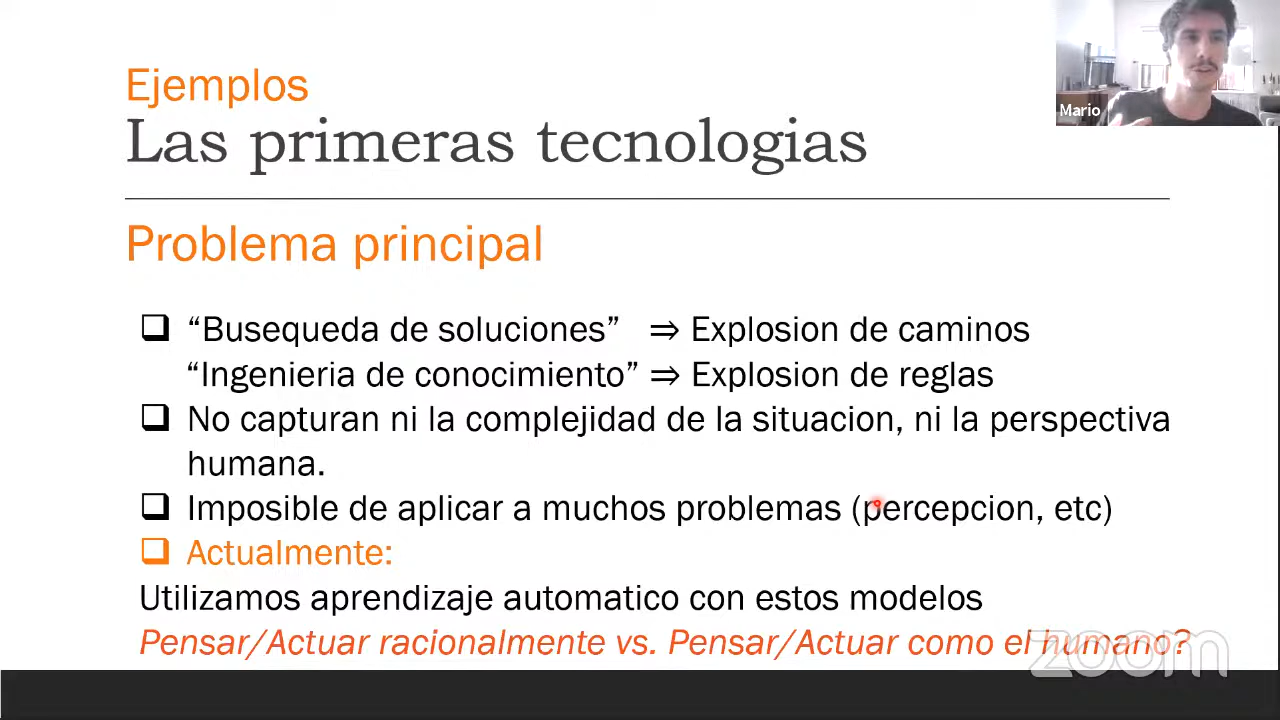 Ejemplos
Las primeras tecnologias
Mario
Problema principal
❑ “Busequeda de soluciones” ⇒ Explosion de caminos
“Ingenieria de conocimiento” ⇒ Explosion de reglas
❑ No capturan ni la complejidad de la situacion, ni la perspectiva
humana.
❑ Imposible de aplicar a muchos problemas (percepcion, etc)
❑ Actualmente:
Utilizamos aprendizaje automatico con estos modelos
Pensar/Actuar racionalmente vs. Pensar/Actuar como el humano?
zoom